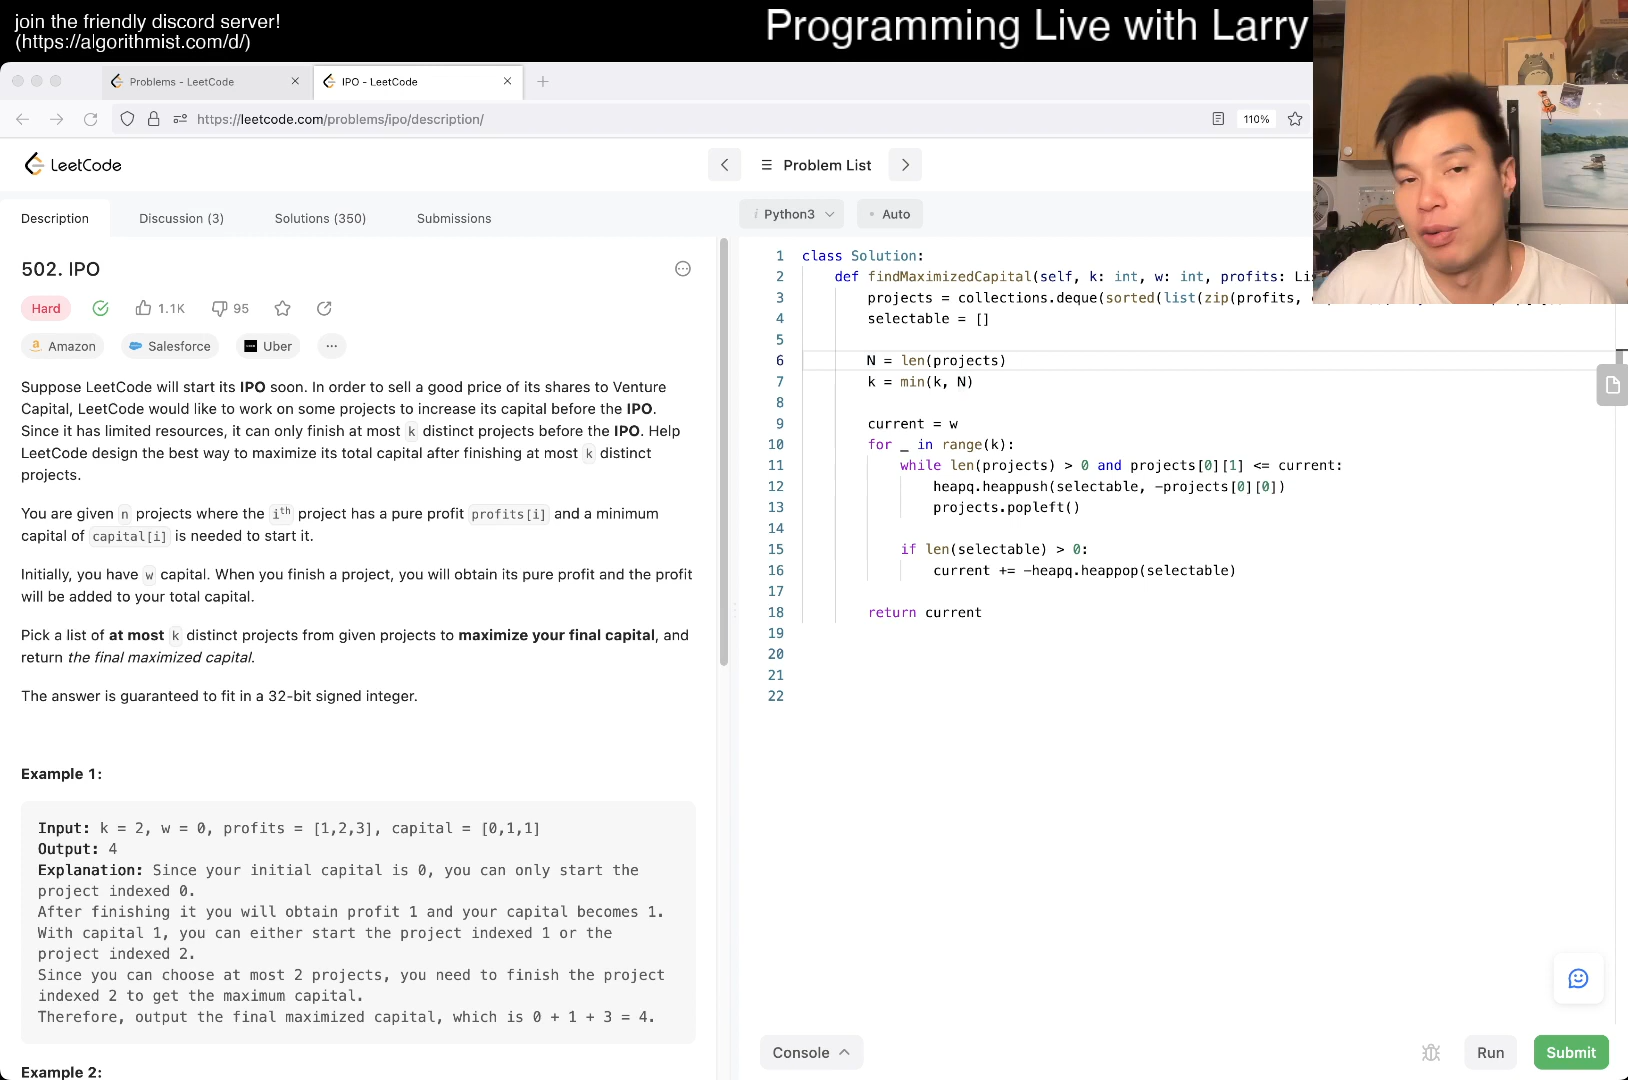 join the friendly discord server!
(https://algorithmist.com/d/)
Programming Live with Larry
Problems - LeetCode
IPO - LeetCode
https://leetcode.com/problems/ipo/description/
110%
LeetCode
Problem List
Description
Discussion (3)
Solutions (350)
Submissions
Python3
Auto
502. IPO
Hard
1.1K
95
Amazon
Salesforce
Uber
Suppose LeetCode will start its IPO soon. In order to sell a good price of its shares to Venture
Capital, LeetCode would like to work on some projects to increase its capital before the IPO.
Since it has limited resources, it can only finish at most k distinct projects before the IPO. Help
LeetCode design the best way to maximize its total capital after finishing at most k distinct
projects.
You are given n projects where the ith project has a pure profit profits[i] and a minimum
capital of capital[i] is needed to start it.
Initially, you have w capital. When you finish a project, you will obtain its pure profit and the profit
will be added to your total capital.
Pick a list of at most k distinct projects from given projects to maximize your final capital, and
return the final maximized capital.
The answer is guaranteed to fit in a 32-bit signed integer.
Example 1:
Input: k = 2, w = 0, profits = [1,2,3], capital = [0,1,1]
Output: 4
Explanation: Since your initial capital is 0, you can only start the
project indexed 0.
After finishing it you will obtain profit 1 and your capital becomes 1.
With capital 1, you can either start the project indexed 1 or the
project indexed 2.
Since you can choose at most 2 projects, you need to finish the project
indexed 2 to get the maximum capital.
Therefore, output the final maximized capital, which is 0 + 1 + 3 = 4.
Example 2:
1 class Solution:
2 def findMaximizedCapital(self, k: int, w: int, profits:
3 projects = collections.deque(sorted(list(zip(profits,
4 selectable = []
5
6 N = len(projects)
7 k = min(k, N)
8
9 current = w
10 for _ in range(k):
11 while len(projects) > 0 and projects[0][1] <= current:
12 heapq.heappush(selectable, -projects[0][0])
13 projects.popleft()
14
15 if len(selectable) > 0:
16 current += -heapq.heappop(selectable)
17
18 return current
19
20
21
22
Console
Run
Submit